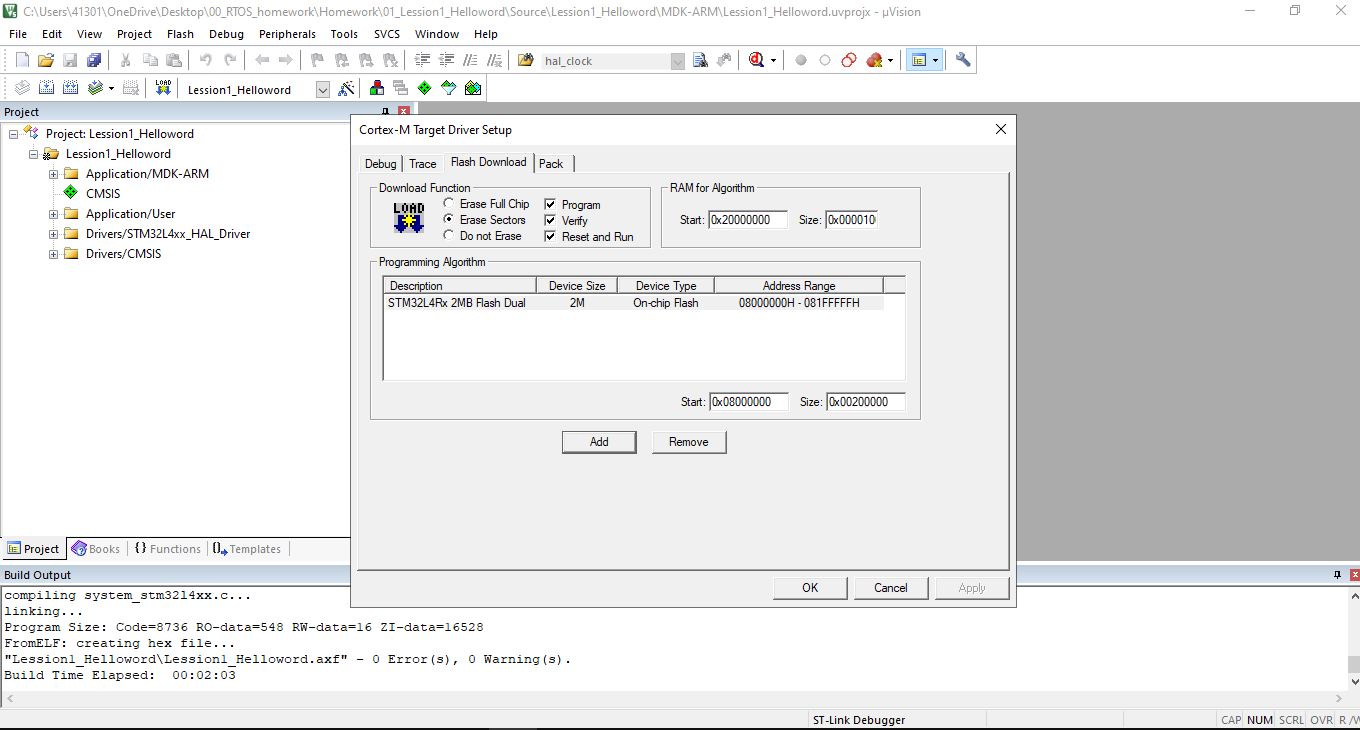 C:\Users\41301\OneDrive\Desktop\00_RTOS_homework\Homework\01_Lession1_Helloword\Source\Lession1_Helloword\MDK-ARM\Lession1_Helloword.uvprojx - µVision
File Edit View Project Flash Debug Peripherals Tools SVCS Window Help
hal_clock
LOAD Lession1_Helloword
Project
Project: Lession1_Helloword
Lession1_Helloword
Application/MDK-ARM
CMSIS
Application/User
Drivers/STM32L4xx_HAL_Driver
Drivers/CMSIS
Project Books {} Functions Templates
Cortex-M Target Driver Setup
Debug Trace Flash Download Pack
Download Function
LOAD
Erase Full Chip
Erase Sectors
Do not Erase
Program
Verify
Reset and Run
RAM for Algorithm
Start: 0x20000000 Size: 0x000010
Programming Algorithm
Description Device Size Device Type Address Range
STM32L4Rx 2MB Flash Dual 2M On-chip Flash 08000000H - 081FFFFFH
Start: 0x08000000 Size: 0x00200000
Add Remove
OK Cancel Apply
Build Output
compiling system_stm32l4xx.c...
linking...
Program Size: Code=8736 RO-data=548 RW-data=16 ZI-data=16528
FromELF: creating hex file...
"Lession1_Helloword\Lession1_Helloword.axf" - 0 Error(s), 0 Warning(s).
Build Time Elapsed:  00:02:03
ST-Link Debugger CAP NUM SCRL OVR R /W